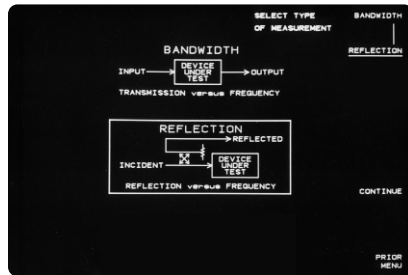 SELECT TYPE
OF MEASUREMENT
BANDWIDTH
REFLECTION
BANDWIDTH
INPUT
DEVICE
UNDER
TEST
OUTPUT
TRANSMISSION versus FREQUENCY
REFLECTION
REFLECTED
INCIDENT
DEVICE
UNDER
TEST
REFLECTION versus FREQUENCY
CONTINUE
PRIOR
MENU